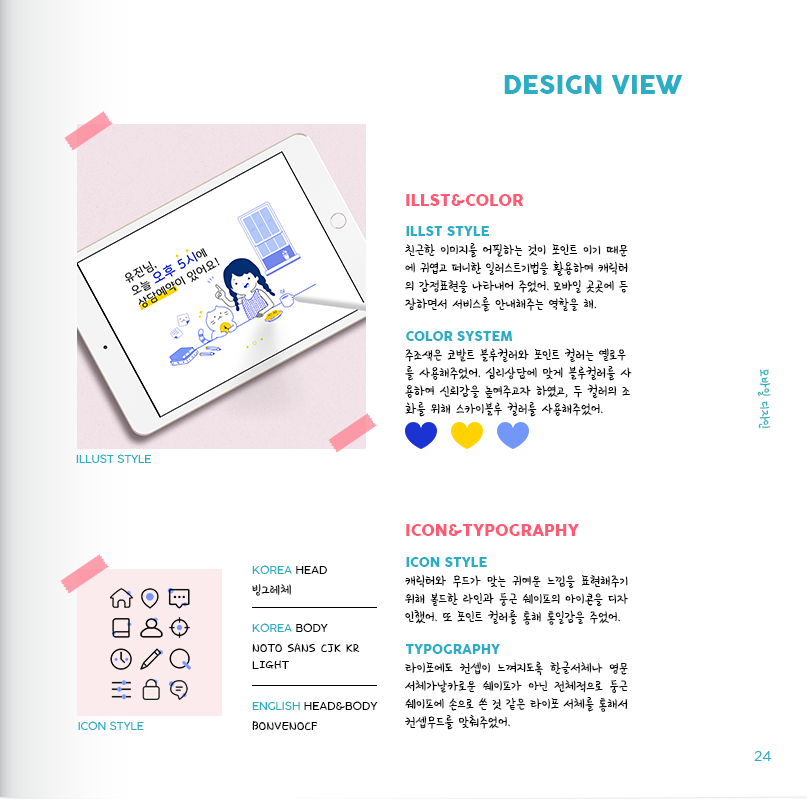 DESIGN VIEW
유진님,
오늘 오후 5시에
상담예약이 있어요!
ILLUST STYLE
ILLST&COLOR
ILLST STYLE
친근한 이미지를 어필하는 것이 포인트 이기 때문
에 귀엽고 떠니한 일러스트기법을 활용하며 캐릭터
의 감정표현을 나타내어 주었어. 모바일 곳곳에 등
장하면서 서비스를 안내해주는 역할을 해.
COLOR SYSTEM
주조색은 코발트 블루컬러와 포인트 컬러는 옐로우
를 사용해주었어. 심리상담에 맞게 블루컬러를 사
용하며 신뢰감을 높여주고자 하였고, 두 컬러의 조
화를 위해 스카이블루 컬러를 사용해주었어.
모바일 디자인
ICON STYLE
KOREA HEAD
빙그레체
KOREA BODY
NOTO SANS CJK KR
LIGHT
ENGLISH HEAD&BODY
BONVENOCF
ICON&TYPOGRAPHY
ICON STYLE
캐릭터와 무드가 맞는 귀여운 느낌을 표현해주기
위해 볼드한 라인과 둥근 쉐이프의 아이콘을 디자
인했어. 또 포인트 컬러를 통해 통일감을 주었어.
TYPOGRAPHY
타이포에도 컨셉이 느껴지도록 한글서체나 영문
서체가날카로운 쉐이프가 아닌 전체적으로 둥근
쉐이프에 손으로 쓴 것 같은 타이포 서체를 통해서
컨셉무드를 맞춰주었어.
24